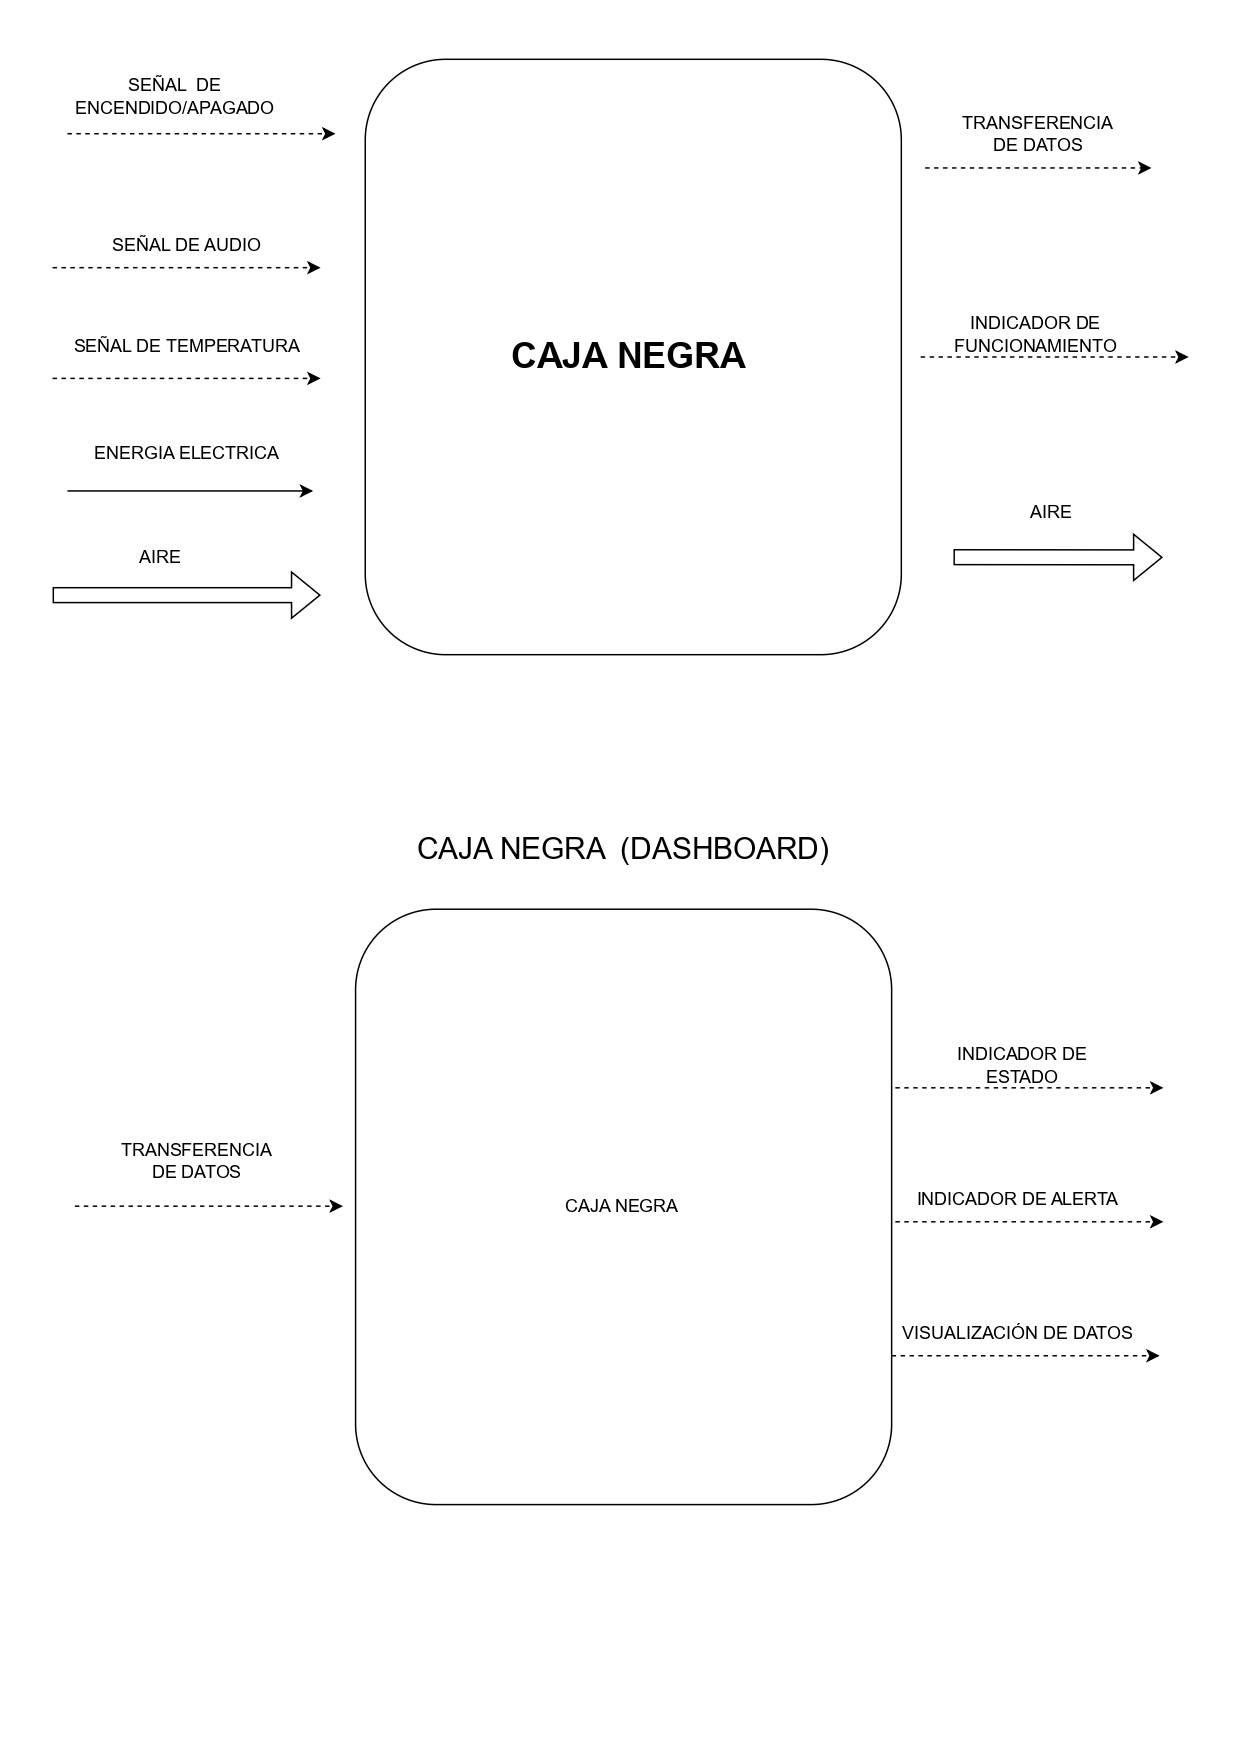 SEÑAL  DE
ENCENDIDO/APAGADO
SEÑAL DE AUDIO
SEÑAL DE TEMPERATURA
ENERGIA ELECTRICA
AIRE
CAJA NEGRA
TRANSFERENCIA
DE DATOS
INDICADOR DE
FUNCIONAMIENTO
AIRE
CAJA NEGRA  (DASHBOARD)
TRANSFERENCIA
DE DATOS
CAJA NEGRA
INDICADOR DE
ESTADO
INDICADOR DE ALERTA
VISUALIZACIÓN DE DATOS